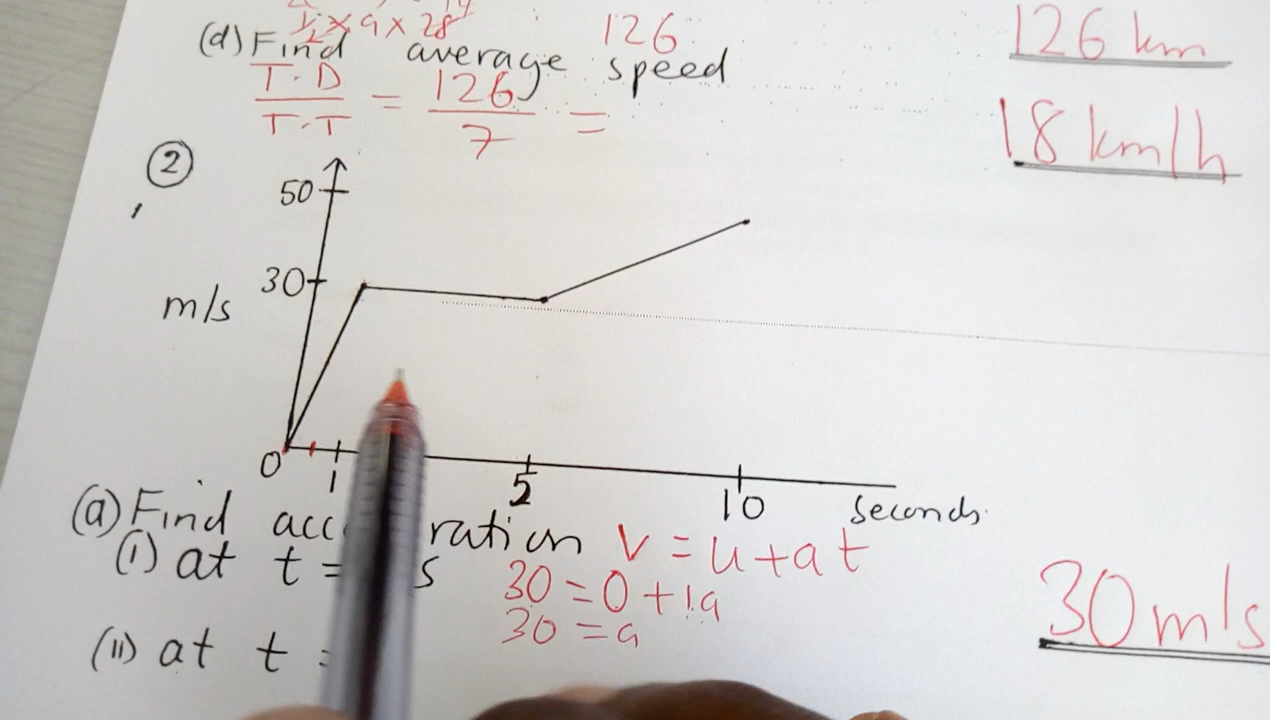 ½ × 9 × 28 14
(d) Find average speed 126
126 km
T.D/T.T = 126/7 =
18 km/h
②
50
30
m/s
0 1 5 10 seconds
(a) Find ration v = u + at
(i) at t = s 30 = 0 + 1a
30 = a
30 m/s
(ii) at t